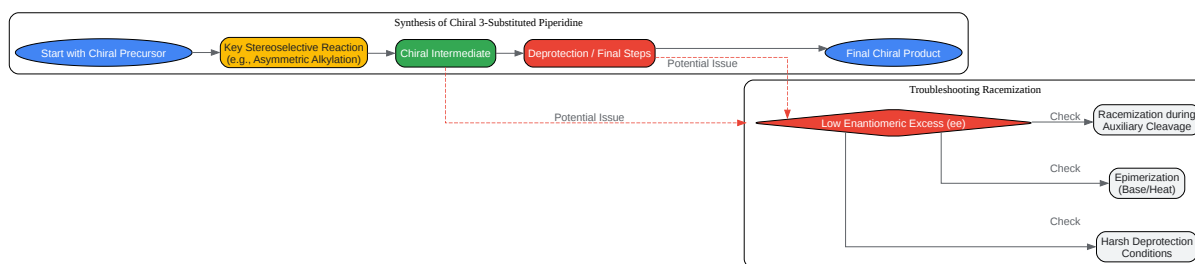 Synthesis of Chiral 3-Substituted Piperidine
Start with Chiral Precursor
Key Stereoselective Reaction
(e.g., Asymmetric Alkylation)
Chiral Intermediate
Deprotection / Final Steps
Final Chiral Product
Potential Issue
Potential Issue
Troubleshooting Racemization
Low Enantiomeric Excess (ee)
Check
Racemization during
Auxiliary Cleavage
Check
Epimerization
(Base/Heat)
Check
Harsh Deprotection
Conditions